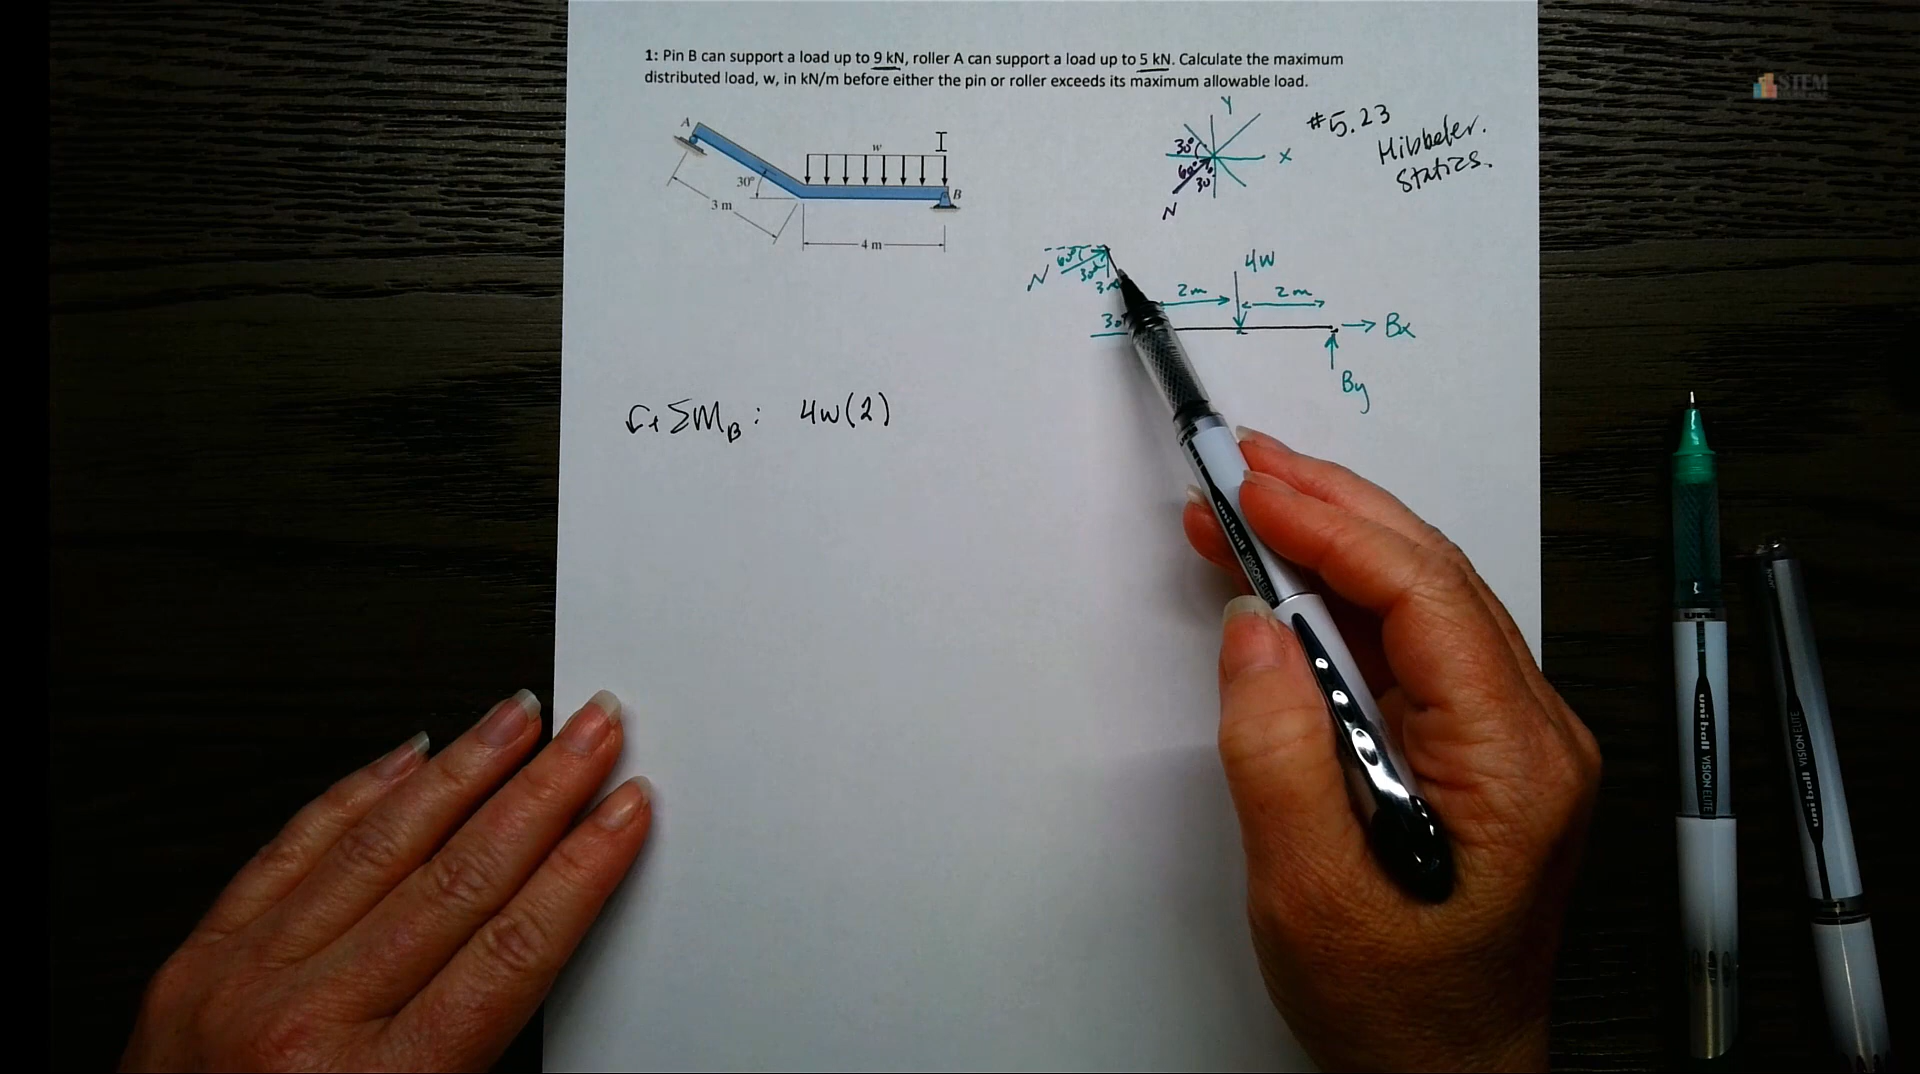 1: Pin B can support a load up to 9 kN, roller A can support a load up to 5 kN. Calculate the maximum
distributed load, w, in kN/m before either the pin or roller exceeds its maximum allowable load.
A
w
30°
B
3 m
4 m
Y
X
30°
60°
30°
N
#5.23
Hibbeler.
Statics.
N
60°
30°
4w
2m
2m
30°
Bx
By
+ ΣM_B: 4w(2)
STEM
uni-ball VISION ELITE
uni-ball VISION ELITE
uni-ball VISION ELITE